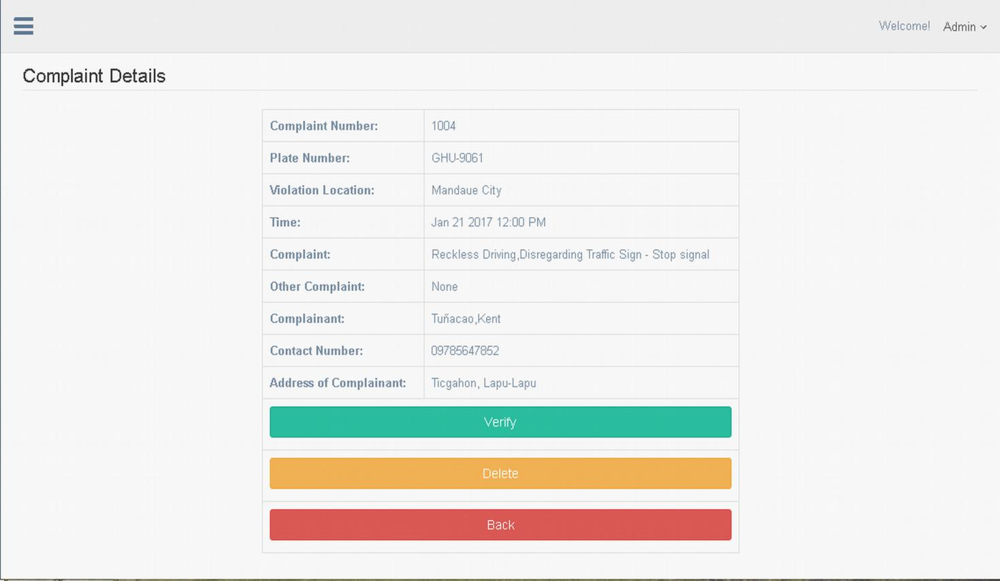 Welcome! Admin
Complaint Details
Complaint Number: 1004
Plate Number: GHU-9061
Violation Location: Mandaue City
Time: Jan 21 2017 12:00 PM
Complaint: Reckless Driving,Disregarding Traffic Sign - Stop signal
Other Complaint: None
Complainant: Tuñacao,Kent
Contact Number: 09785647852
Address of Complainant: Ticgahon, Lapu-Lapu
Verify
Delete
Back